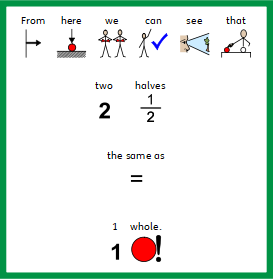 From here we can see that
two halves
2 1/2
the same as
=
1 whole.
1 !